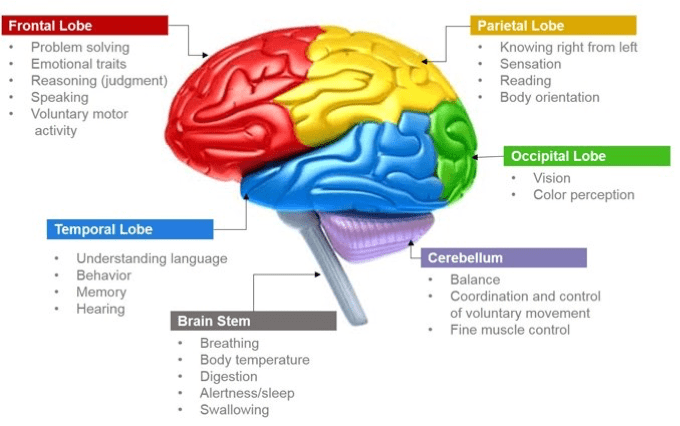 Frontal Lobe
• Problem solving
• Emotional traits
• Reasoning (judgment)
• Speaking
• Voluntary motor
activity
Parietal Lobe
• Knowing right from left
• Sensation
• Reading
• Body orientation
Occipital Lobe
• Vision
• Color perception
Temporal Lobe
• Understanding language
• Behavior
• Memory
• Hearing
Cerebellum
• Balance
• Coordination and control
of voluntary movement
• Fine muscle control
Brain Stem
• Breathing
• Body temperature
• Digestion
• Alertness/sleep
• Swallowing